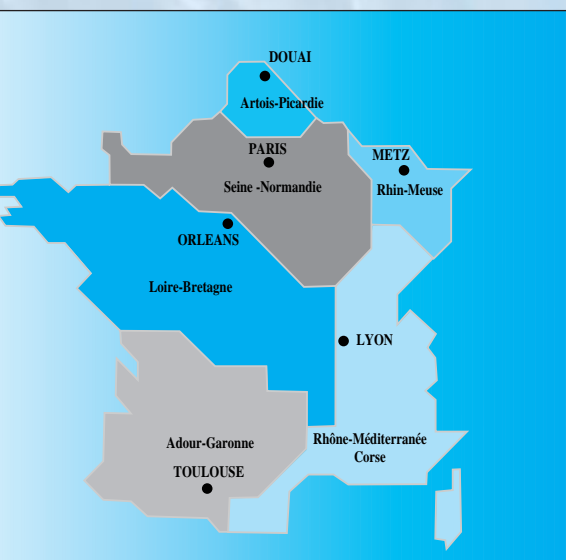 DOUAI
Artois-Picardie
PARIS
METZ
Seine -Normandie
Rhin-Meuse
ORLEANS
Loire-Bretagne
LYON
Adour-Garonne
Rhône-Méditerranée
Corse
TOULOUSE